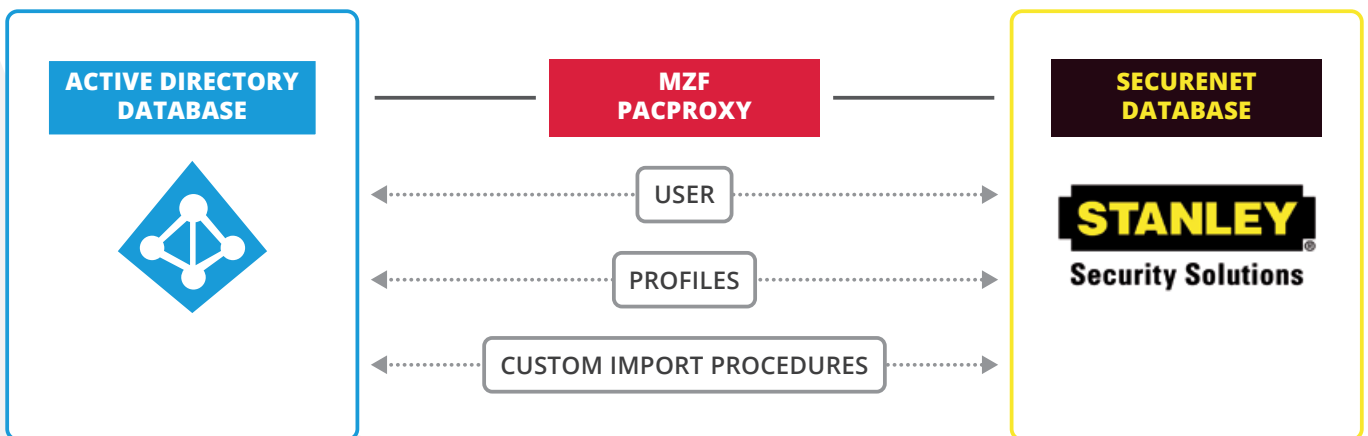 ACTIVE DIRECTORY
DATABASE
MZF
PACPROXY
SECURENET
DATABASE
USER
PROFILES
CUSTOM IMPORT PROCEDURES
STANLEY®
Security Solutions